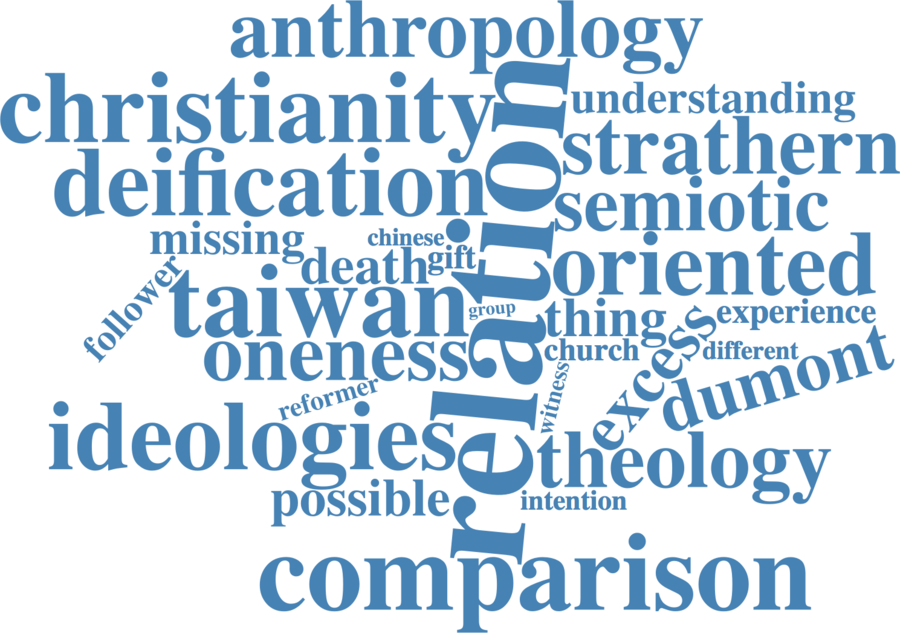 anthropology
christianity
understanding
relation
strathern
deification
semiotic
missing
chinese
gift
death
oriented
follower
taiwan
group
thing
experience
oneness
church
excess
different
reformer
witness
dumont
ideologies
theology
possible
intention
comparison